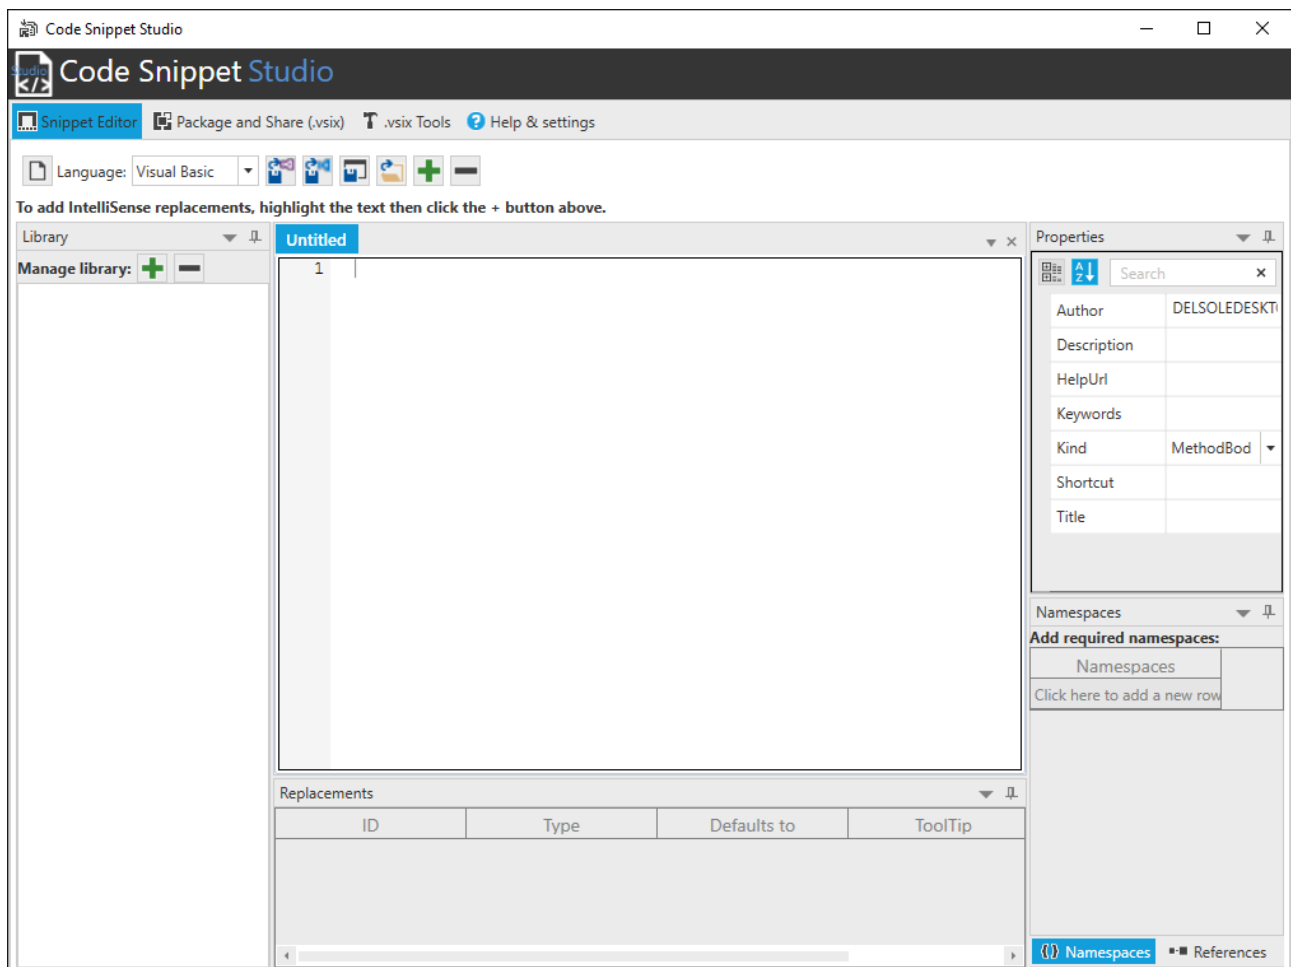 Code Snippet Studio
Studio
</>
Code Snippet Studio
Snippet Editor
Package and Share (.vsix)
.vsix Tools
? Help & settings
Language: Visual Basic
To add IntelliSense replacements, highlight the text then click the + button above.
Library
Manage library:
Untitled
1
Replacements
ID Type Defaults to ToolTip
Properties
A Z Search
Author DELSOLEDESKT
Description
HelpUrl
Keywords
Kind MethodBod
Shortcut
Title
Namespaces
Add required namespaces:
Namespaces
Click here to add a new row
{} Namespaces References